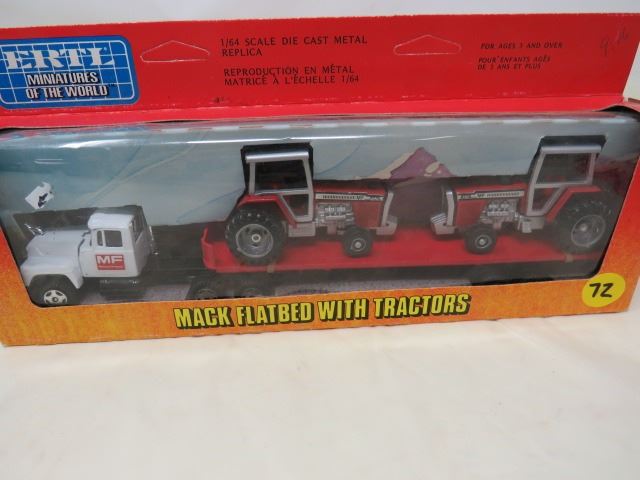 ERTL
MINIATURES
OF THE WORLD
1/64 SCALE DIE CAST METAL
REPLICA
REPRODUCTION EN MÉTAL
MATRICE À L'ÉCHELLE 1/64
FOR AGES 3 AND OVER
POUR ENFANTS AGÉS
DE 3 ANS ET PLUS
MF
MACK FLATBED WITH TRACTORS
72